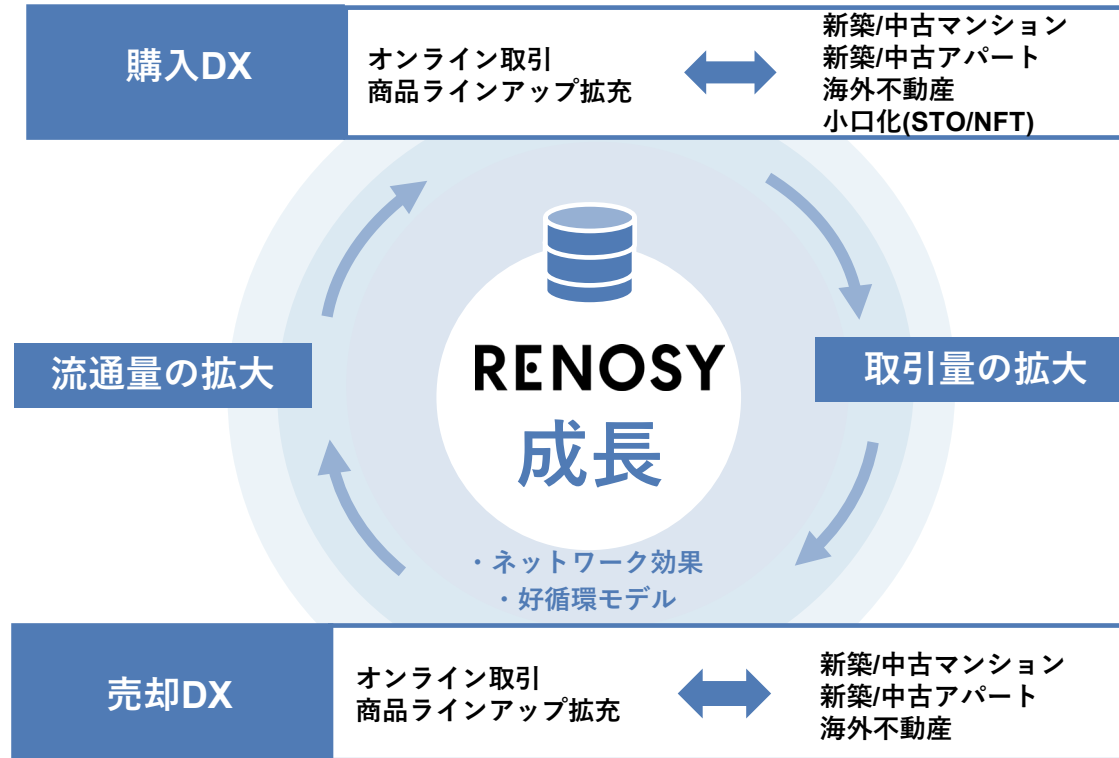 購入DX
オンライン取引
商品ラインアップ拡充
新築/中古マンション
新築/中古アパート
海外不動産
小口化(STO/NFT)
流通量の拡大
RENOSY
成長
取引量の拡大
・ネットワーク効果
・好循環モデル
売却DX
オンライン取引
商品ラインアップ拡充
新築/中古マンション
新築/中古アパート
海外不動産